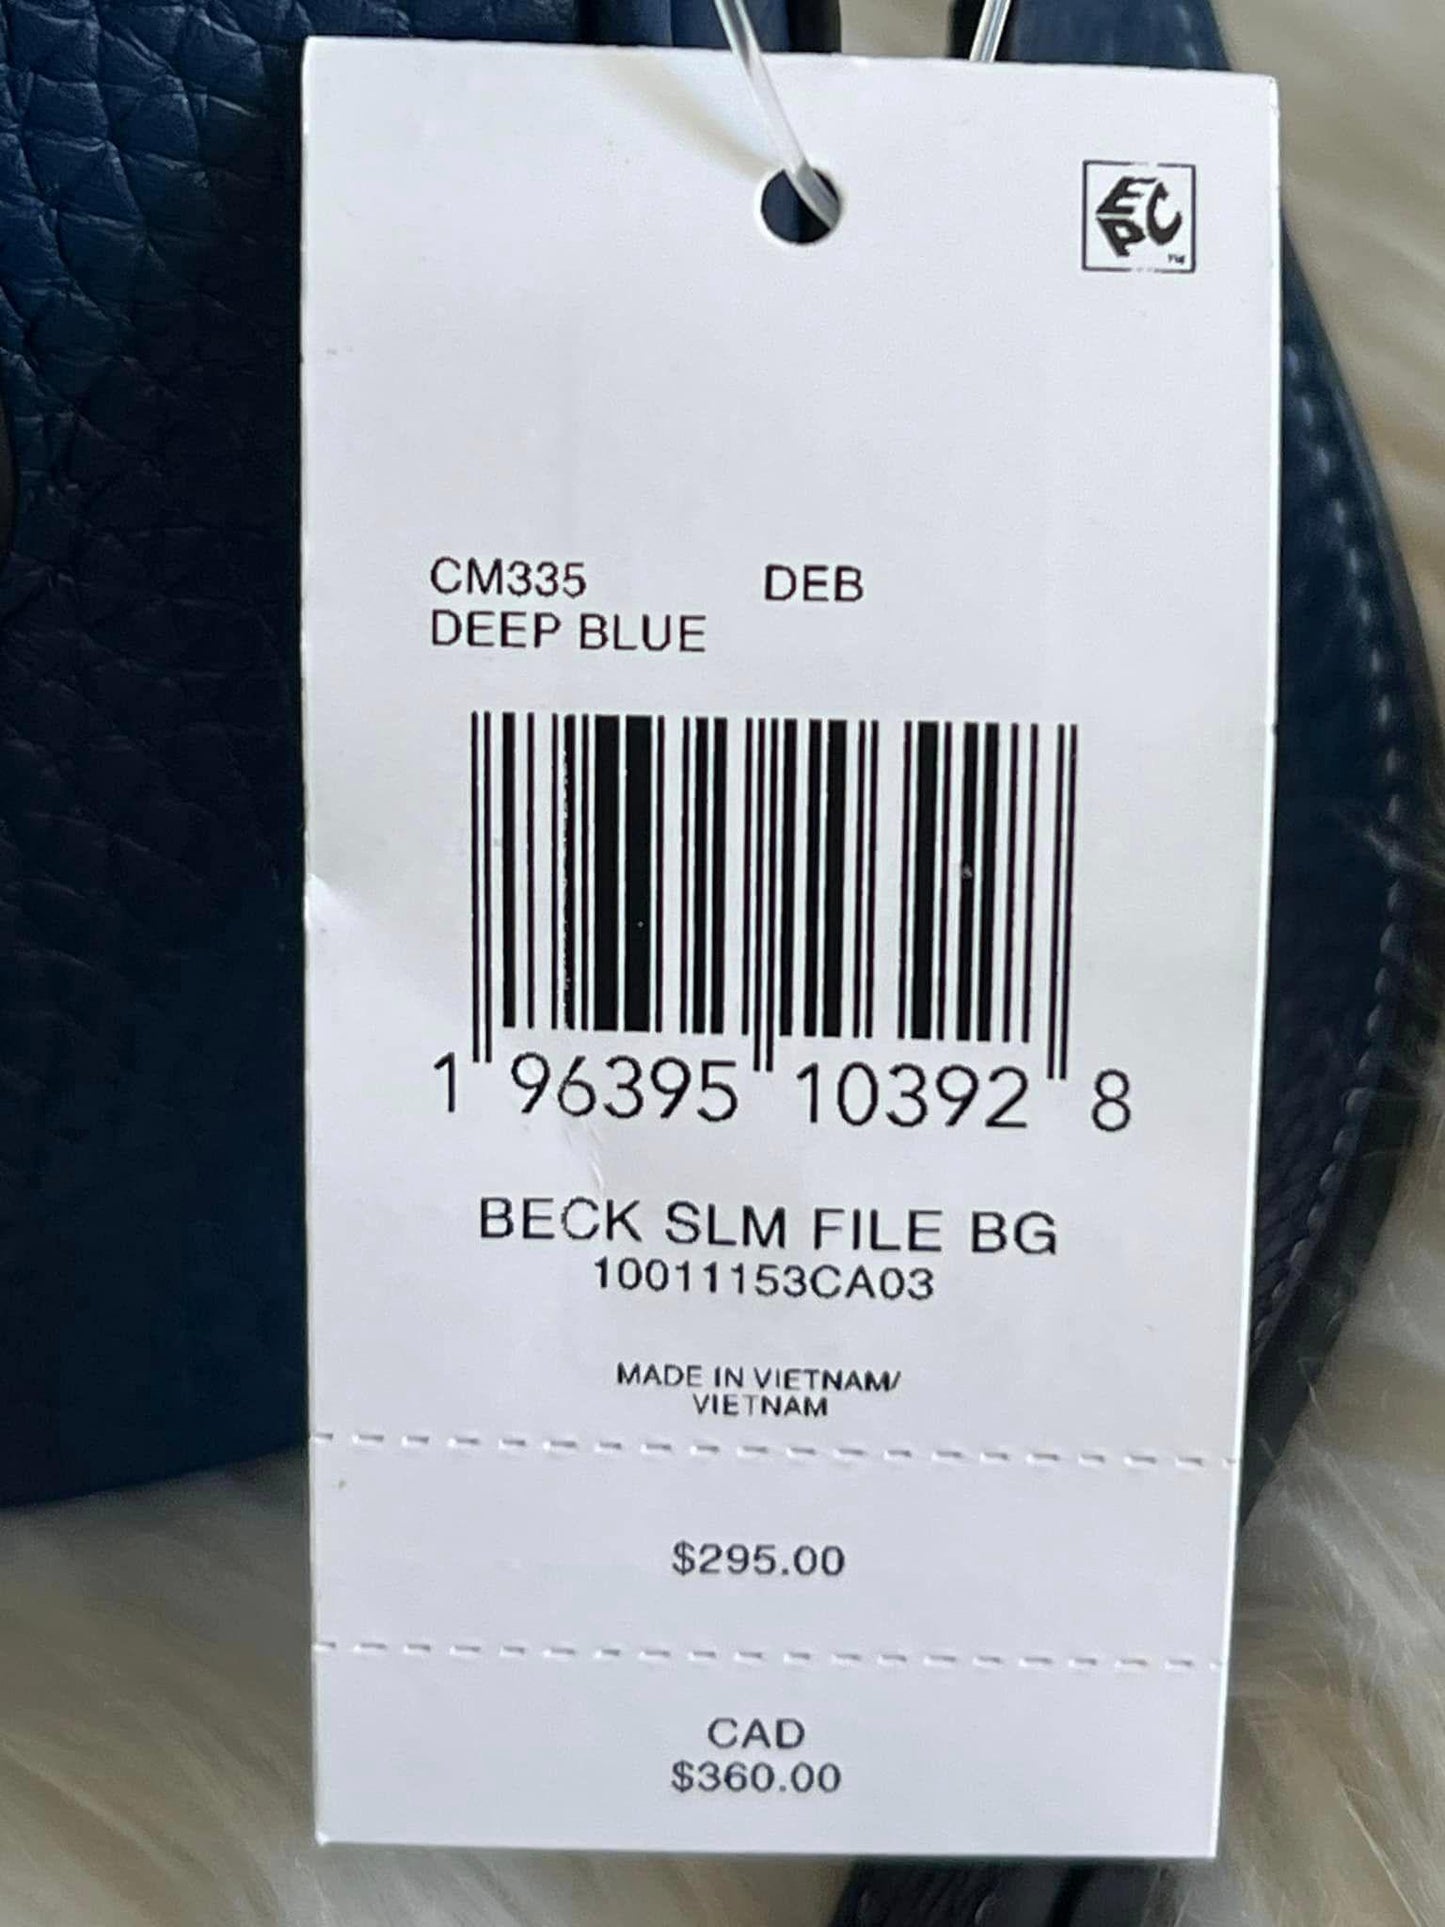 EPC
TM
CM335 DEB
DEEP BLUE
1 96395 10392 8
BECK SLM FILE BG
10011153CA03
MADE IN VIETNAM/
VIETNAM
$295.00
CAD
$360.00